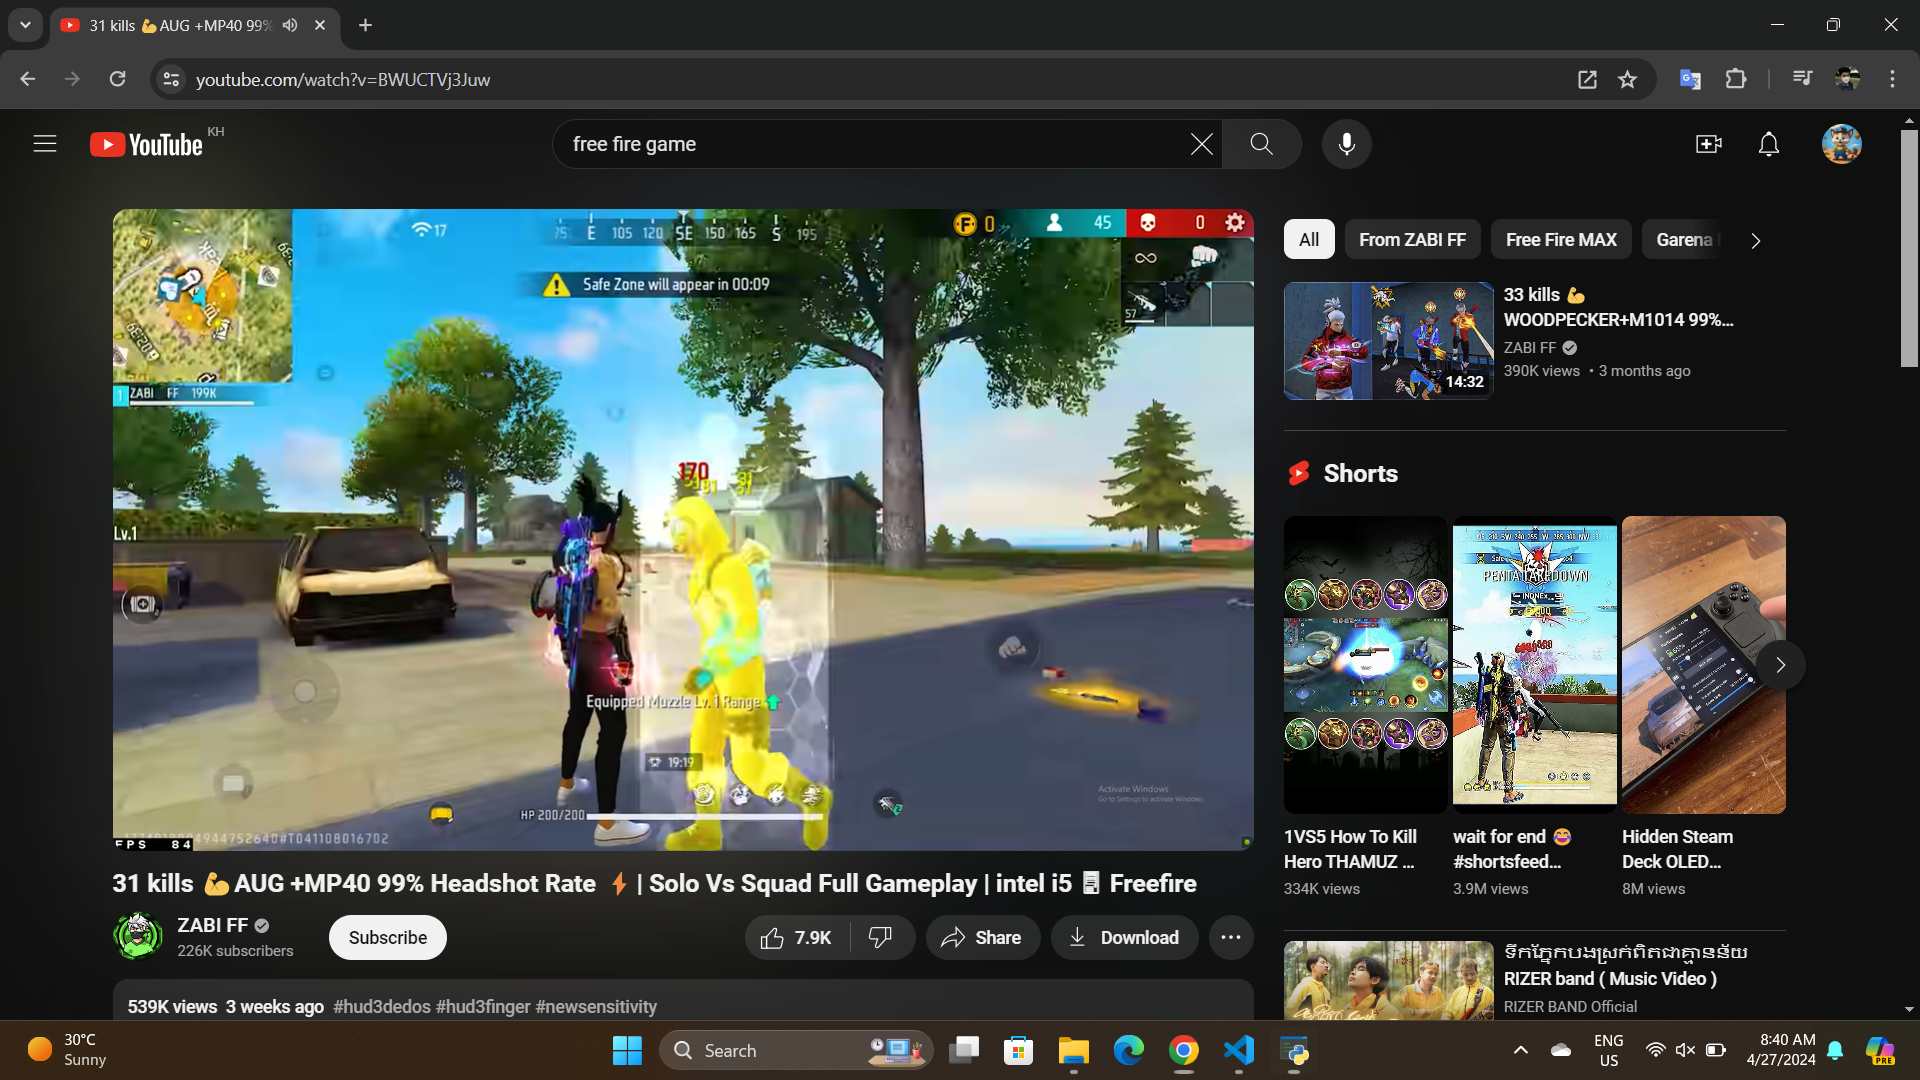 31 kills 💪AUG +MP40 99%
youtube.com/watch?v=BWUCTVj3Juw
YouTube KH
free fire game
17
75 E 105 120 SE 150 165 S 195
0
45
0
Safe Zone will appear in 00:09
57
1 ZABI FF 199K
170
Lv.1
Equipped Muzzle Lv. 1 Range
19:19
HP 200/200
Activate Windows
Go to Settings to activate Windows
FPS 84
31 kills 💪AUG +MP40 99% Headshot Rate ⚡| Solo Vs Squad Full Gameplay | intel i5 🖥 Freefire
ZABI FF
226K subscribers
Subscribe
7.9K
Share
Download
539K views 3 weeks ago #hud3dedos #hud3finger #newsensitivity
All
From ZABI FF
Free Fire MAX
Garena
33 kills 💪
WOODPECKER+M1014 99%...
ZABI FF
390K views • 3 months ago
14:32
Shorts
PENTA TAKEDOWN
1VS5 How To Kill
Hero THAMUZ ...
334K views
wait for end 😂
#shortsfeed...
3.9M views
Hidden Steam
Deck OLED...
8M views
ទឹកភ្នែកបងស្រក់ពិតជាគ្មានន័យ
RIZER band ( Music Video )
RIZER BAND Official
30°C
Sunny
Search
PRE
ENG
US
8:40 AM
4/27/2024